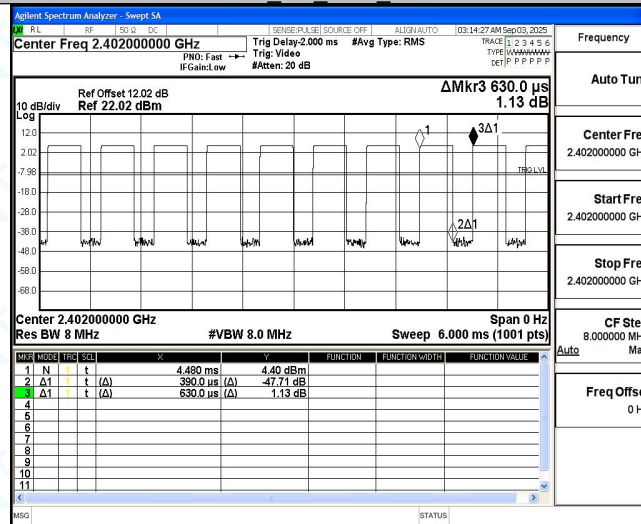 Agilent Spectrum Analyzer - Swept SA
RL RF 50 Ω DC SENSE:PULSE SOURCE OFF ALIGN AUTO 03:14:27 AM Sep 03, 2025
Center Freq 2.402000000 GHz
PNO: Fast
IFGain:Low
Trig Delay-2.000 ms #Avg Type: RMS
Trig: Video
#Atten: 20 dB
TRACE 1 2 3 4 5 6
TYPE WWWWWW
DET P P P P P P
Frequency
Auto Tun
Center Fre
2.402000000 GH
Start Fre
2.402000000 GH
Stop Fre
2.402000000 GH
CF Ste
8.000000 MH
Auto Ma
Freq Offse
0 H
ΔMkr3 630.0 µs
1.13 dB
Ref Offset 12.02 dB
10 dB/div Ref 22.02 dBm
Log
12.0
2.02
-7.98
-18.0
-28.0
-38.0
-48.0
-58.0
-68.0
1
3Δ1
TRIG LVL
2Δ1
Center 2.402000000 GHz Span 0 Hz
Res BW 8 MHz #VBW 8.0 MHz Sweep 6.000 ms (1001 pts)
MKR MODE TRC SCL X Y FUNCTION FUNCTION WIDTH FUNCTION VALUE
1 N 1 t 4.480 ms 4.40 dBm
2 Δ1 1 t (Δ) 390.0 µs (Δ) -47.71 dB
3 Δ1 1 t (Δ) 630.0 µs (Δ) 1.13 dB
4
5
6
7
8
9
10
11
MSG STATUS